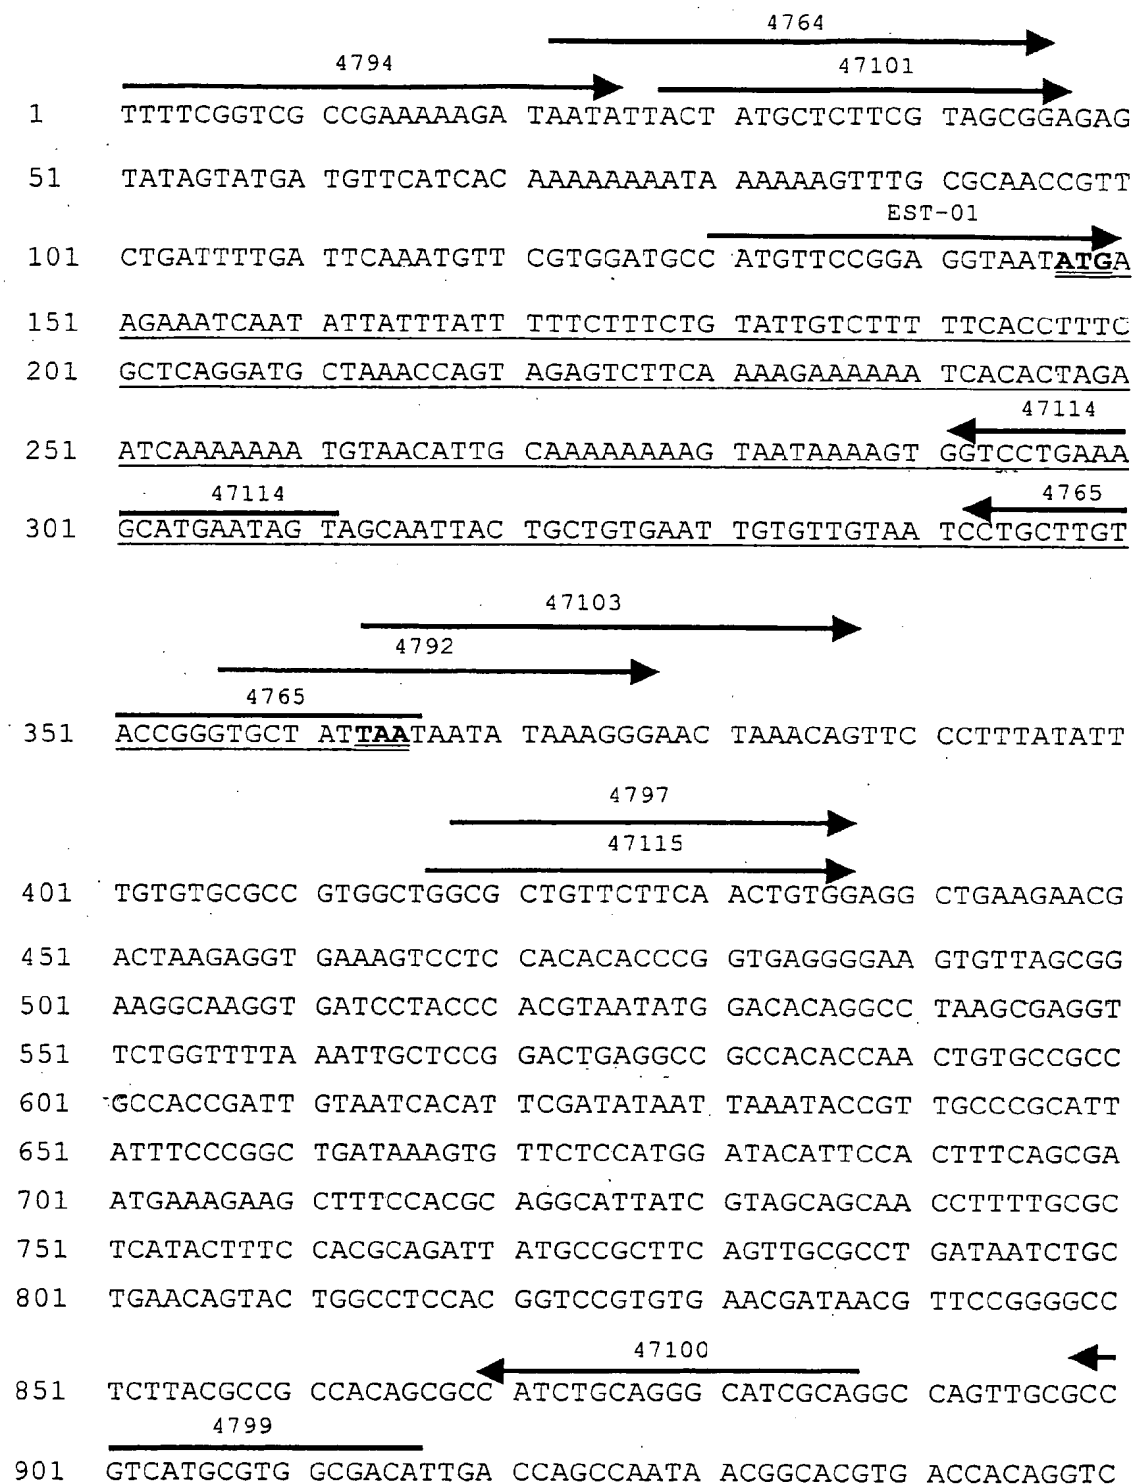 4764
4794 47101
1 TTTTCGGTCG CCGAAAAAGA TAATATTACT ATGCTCTTCG TAGCGGAGAG
51 TATAGTATGA TGTTCATCAC AAAAAAAATA AAAAAGTTTG CGCAACCGTT
EST-01
101 CTGATTTTGA TTCAAATGTT CGTGGATGCC ATGTTCCGGA GGTAATATGA
151 AGAAATCAAT ATTATTTATT TTTCTTTCTG TATTGTCTTT TTCACCTTTC
201 GCTCAGGATG CTAAACCAGT AGAGTCTTCA AAAGAAAAAA TCACACTAGA
47114
251 ATCAAAAAAA TGTAACATTG CAAAAAAAAG TAATAAAAGT GGTCCTGAAA
47114 4765
301 GCATGAATAG TAGCAATTAC TGCTGTGAAT TGTGTTGTAA TCCTGCTTGT
47103
4792
4765
351 ACCGGGTGCT ATTAATAATA TAAAGGGAAC TAAACAGTTC CCTTTATATT
4797
47115
401 TGTGTGCGCC GTGGCTGGCG CTGTTCTTCA ACTGTGGAGG CTGAAGAACG
451 ACTAAGAGGT GAAAGTCCTC CACACACCCG GTGAGGGGAA GTGTTAGCGG
501 AAGGCAAGGT GATCCTACCC ACGTAATATG GACACAGGCC TAAGCGAGGT
551 TCTGGTTTTA AATTGCTCCG GACTGAGGCC GCCACACCAA CTGTGCCGCC
601 GCCACCGATT GTAATCACAT TCGATATAAT TAAATACCGT TGCCCGCATT
651 ATTTCCCGGC TGATAAAGTG TTCTCCATGG ATACATTCCA CTTTCAGCGA
701 ATGAAAGAAG CTTTCCACGC AGGCATTATC GTAGCAGCAA CCTTTTGCGC
751 TCATACTTTC CACGCAGATT ATGCCGCTTC AGTTGCGCCT GATAATCTGC
801 TGAACAGTAC TGGCCTCCAC GGTCCGTGTG AACGATAACG TTCCGGGGCC
47100
851 TCTTACGCCG CCACAGCGCC ATCTGCAGGG CATCGCAGGC CAGTTGCGCC
4799
901 GTCATGCGTG GCGACATTGA CCAGCCAATA ACGGCACGTG ACCACAGGTC